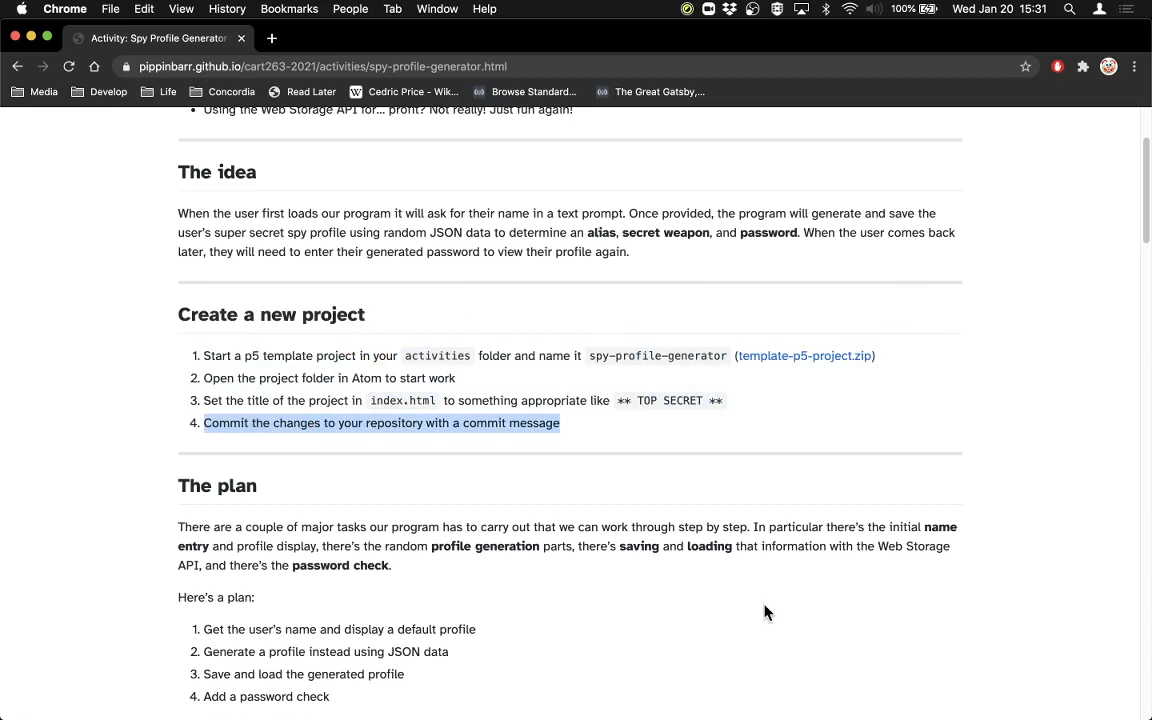 Chrome File Edit View History Bookmarks People Tab Window Help 100% Wed Jan 20 15:31
Activity: Spy Profile Generator
pippinbarr.github.io/cart263-2021/activities/spy-profile-generator.html
Media Develop Life Concordia Read Later Cedric Price - Wik... Browse Standard... The Great Gatsby,...
• Using the Web Storage API for... profit? Not really! Just fun again!
The idea
When the user first loads our program it will ask for their name in a text prompt. Once provided, the program will generate and save the
user's super secret spy profile using random JSON data to determine an alias, secret weapon, and password. When the user comes back
later, they will need to enter their generated password to view their profile again.
Create a new project
1. Start a p5 template project in your activities folder and name it spy-profile-generator (template-p5-project.zip)
2. Open the project folder in Atom to start work
3. Set the title of the project in index.html to something appropriate like ** TOP SECRET **
4. Commit the changes to your repository with a commit message
The plan
There are a couple of major tasks our program has to carry out that we can work through step by step. In particular there's the initial name
entry and profile display, there's the random profile generation parts, there's saving and loading that information with the Web Storage
API, and there's the password check.
Here's a plan:
1. Get the user's name and display a default profile
2. Generate a profile instead using JSON data
3. Save and load the generated profile
4. Add a password check